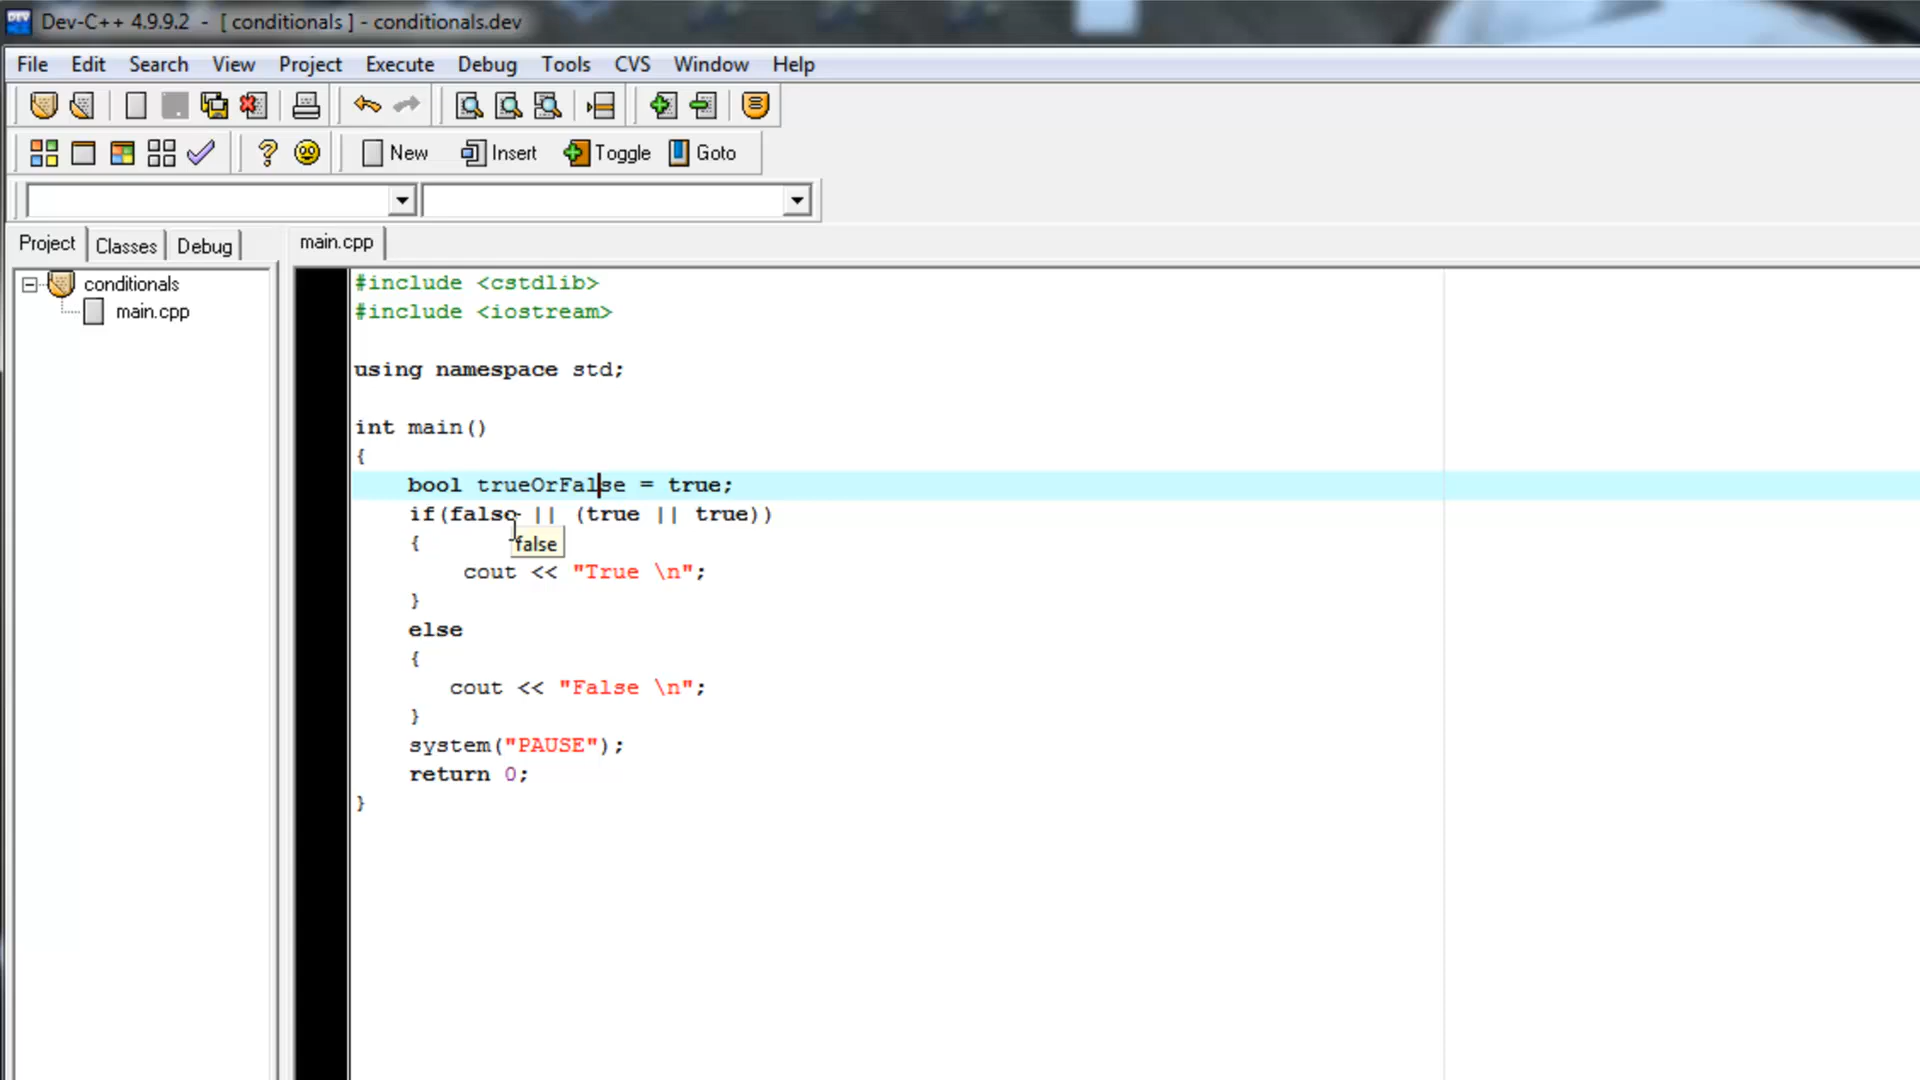 Dev-C++ 4.9.9.2 - [ conditionals ] - conditionals.dev
File Edit Search View Project Execute Debug Tools CVS Window Help
New Insert Toggle Goto
Project Classes Debug
main.cpp
conditionals
main.cpp
#include <cstdlib>
#include <iostream>
using namespace std;
int main()
{
bool trueOrFalse = true;
if(false || (true || true))
{
false
cout << "True \n";
}
else
{
cout << "False \n";
}
system("PAUSE");
return 0;
}